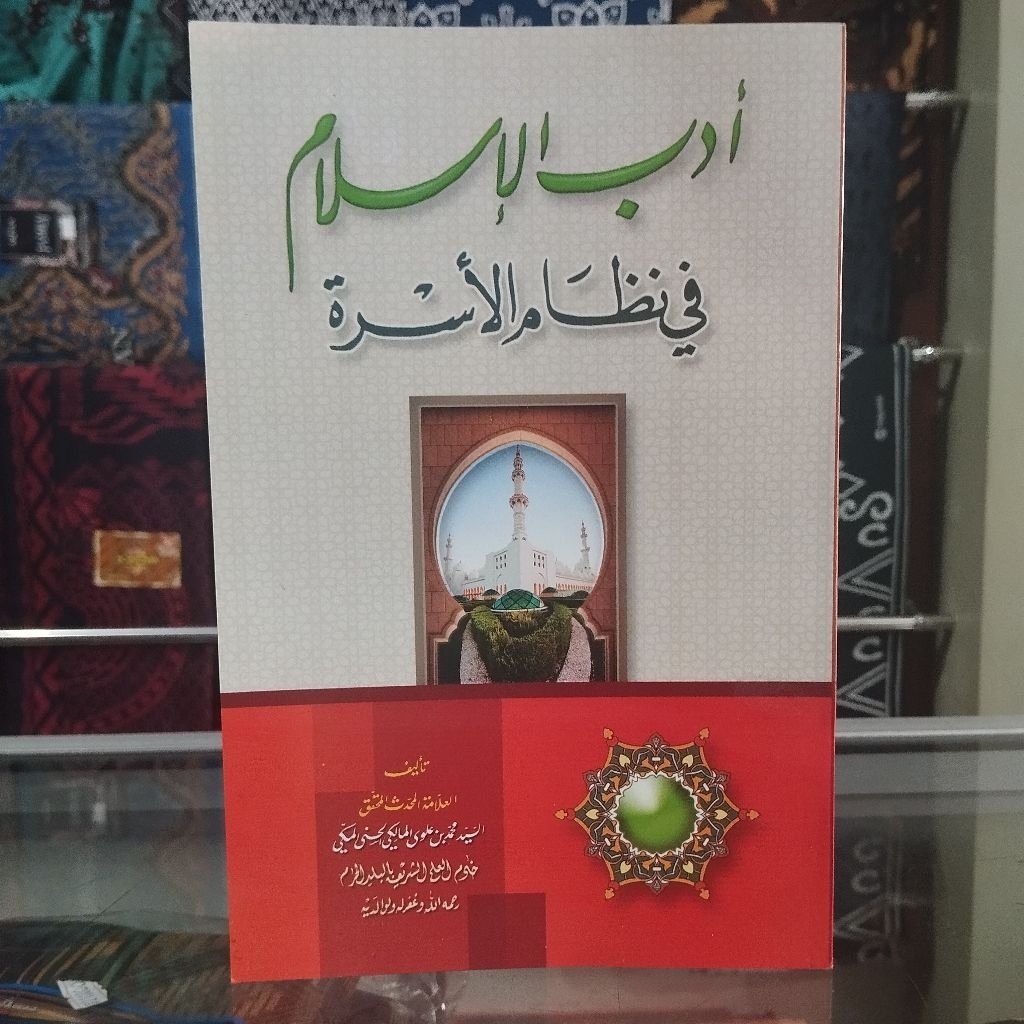 أدب الإسلام
في نظام الأسرة
تأليف
العلامة المحدث المحقق
السيد محمد بن علوي المالكي الحسني المكي
خادم العلم الشريف بالبلد الحرام
رحمه الله وغفر له ولوالديه